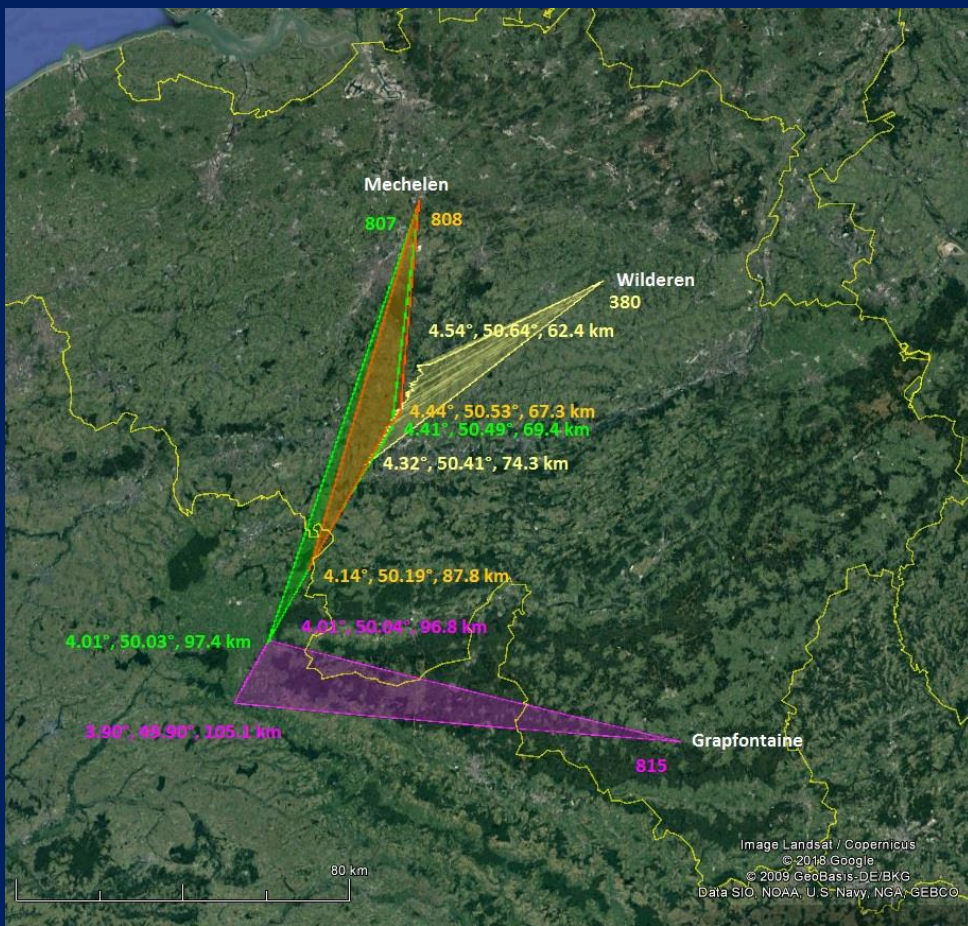 Mechelen
807
808
Wilderen
380
4.54°, 50.64°, 62.4 km
4.44°, 50.53°, 67.3 km
4.41°, 50.49°, 69.4 km
4.32°, 50.41°, 74.3 km
4.14°, 50.19°, 87.8 km
4.01°, 50.04°, 96.8 km
4.01°, 50.03°, 97.4 km
3.90°, 49.90°, 105.1 km
Grapfontaine
815
80 km
Image Landsat / Copernicus
© 2018 Google
© 2009 GeoBasis-DE/BKG
Data SIO, NOAA, U.S. Navy, NGA, GEBCO